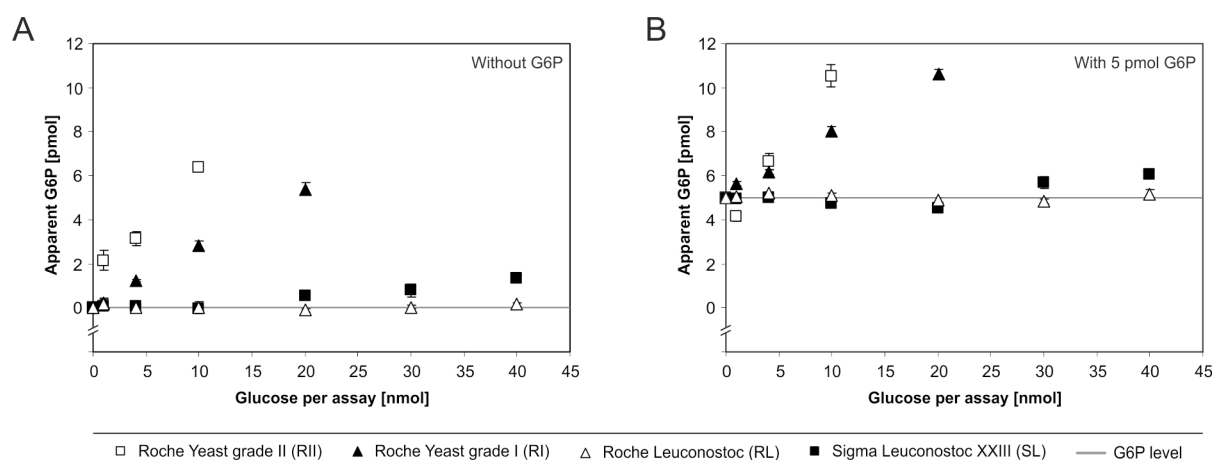 A
Without G6P
Apparent G6P [pmol]
12
10
8
6
4
2
0
0 5 10 15 20 25 30 35 40 45
Glucose per assay [nmol]
B
With 5 pmol G6P
Apparent G6P [pmol]
12
10
8
6
4
2
0
0 5 10 15 20 25 30 35 40 45
Glucose per assay [nmol]
Roche Yeast grade II (RII) Roche Yeast grade I (RI) Roche Leuconostoc (RL) Sigma Leuconostoc XXIII (SL) G6P level